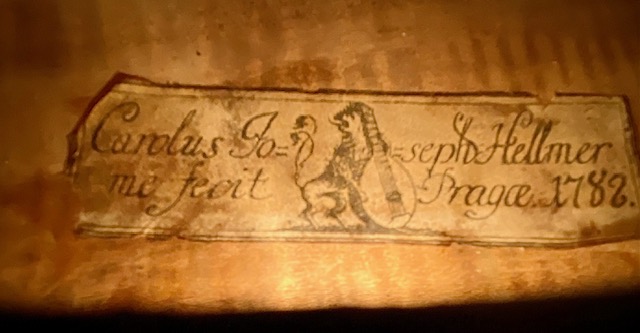 Carolus Jo= =seph Hellmer
me fecit Pragæ. 1782.